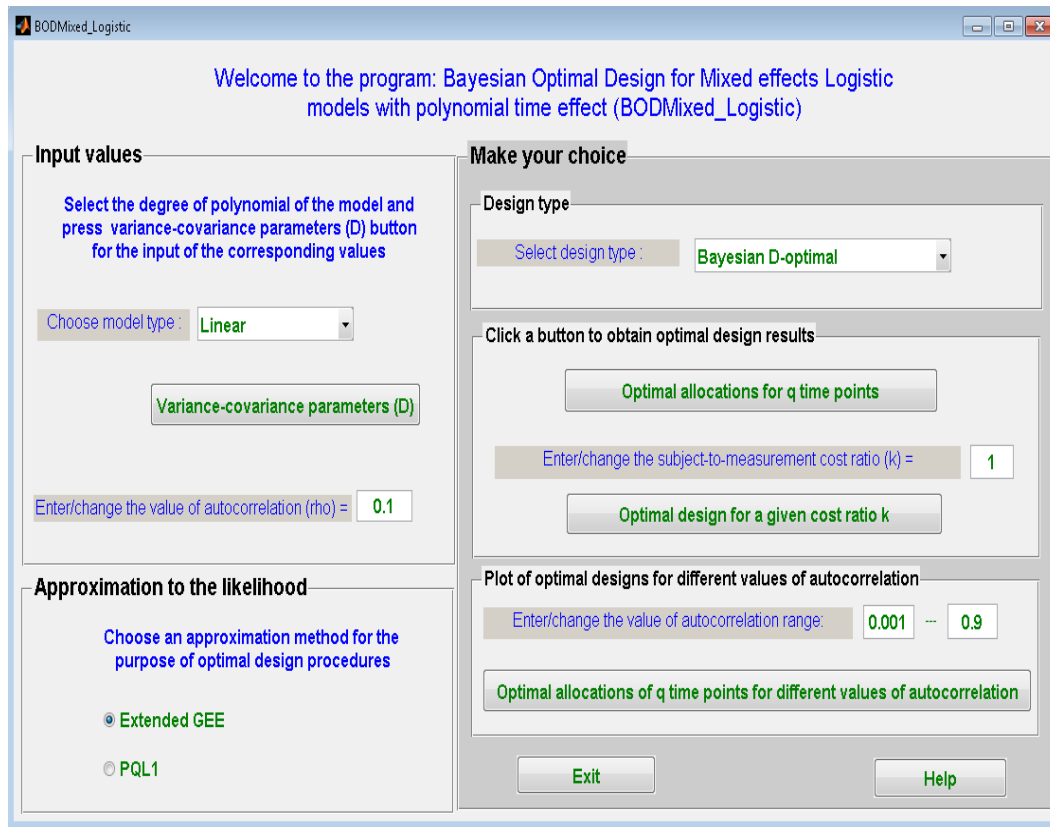 BODMixed_Logistic
Welcome to the program: Bayesian Optimal Design for Mixed effects Logistic
models with polynomial time effect (BODMixed_Logistic)
Input values
Select the degree of polynomial of the model and
press variance-covariance parameters (D) button
for the input of the corresponding values
Choose model type :
Linear
Variance-covariance parameters (D)
Enter/change the value of autocorrelation (rho) =
0.1
Approximation to the likelihood
Choose an approximation method for the
purpose of optimal design procedures
Extended GEE
PQL1
Make your choice
Design type
Select design type :
Bayesian D-optimal
Click a button to obtain optimal design results
Optimal allocations for q time points
Enter/change the subject-to-measurement cost ratio (k) =
1
Optimal design for a given cost ratio k
Plot of optimal designs for different values of autocorrelation
Enter/change the value of autocorrelation range:
0.001
---
0.9
Optimal allocations of q time points for different values of autocorrelation
Exit
Help